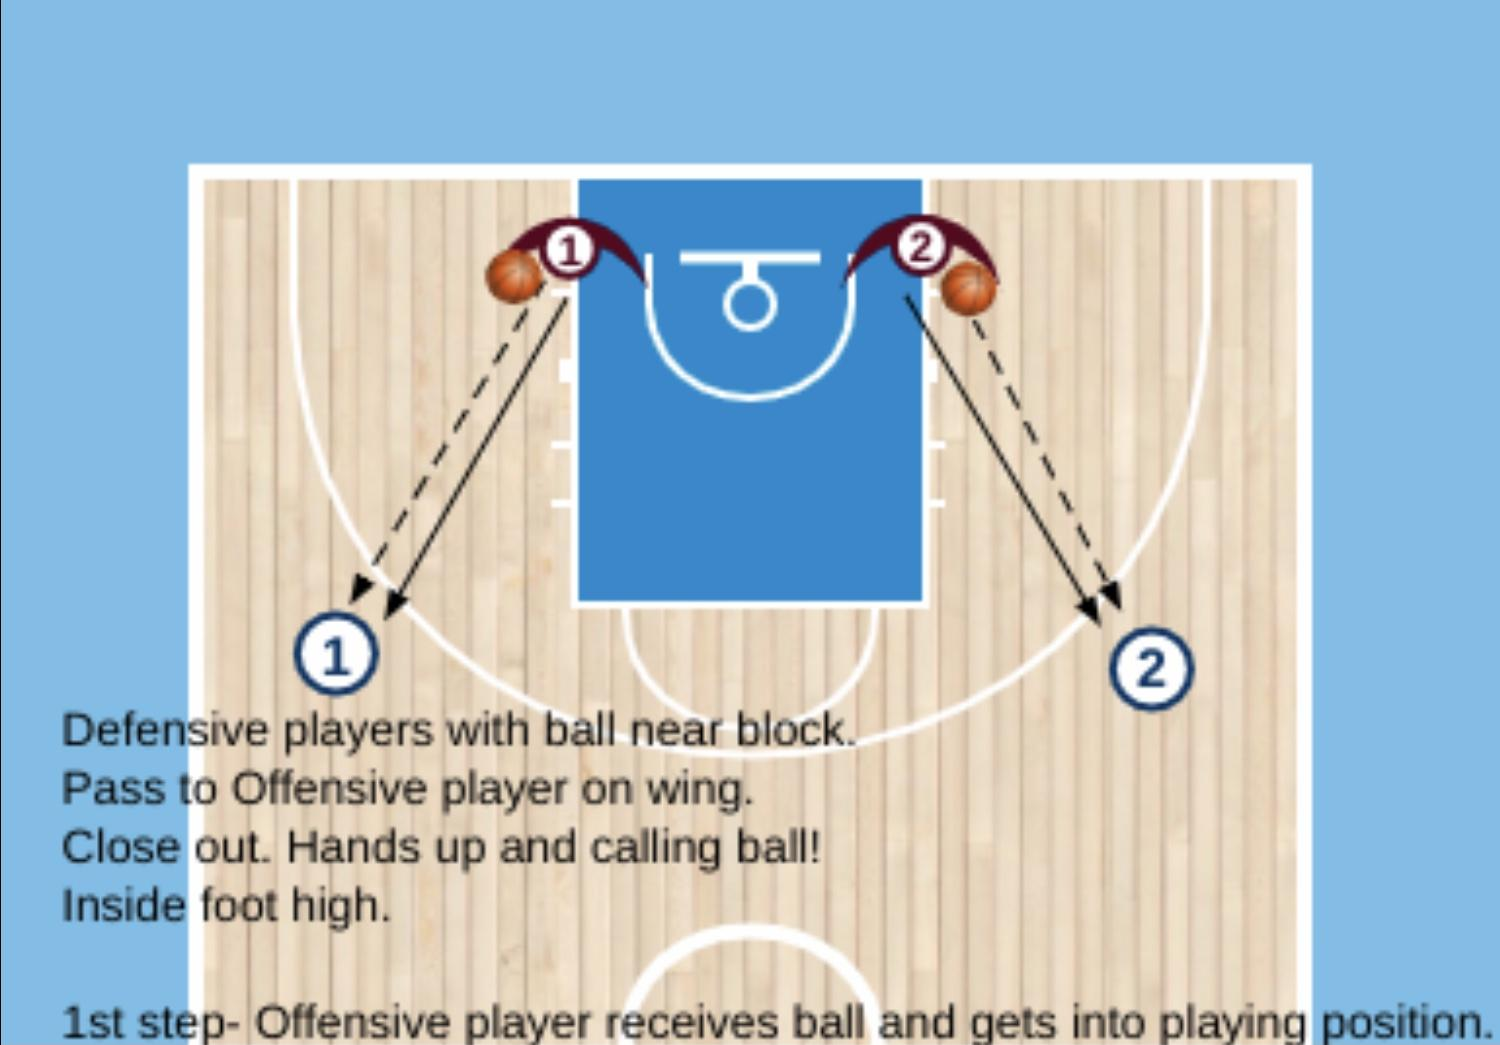 1
2
1
2
Defensive players with ball near block.
Pass to Offensive player on wing.
Close out. Hands up and calling ball!
Inside foot high.
1st step- Offensive player receives ball and gets into playing position.